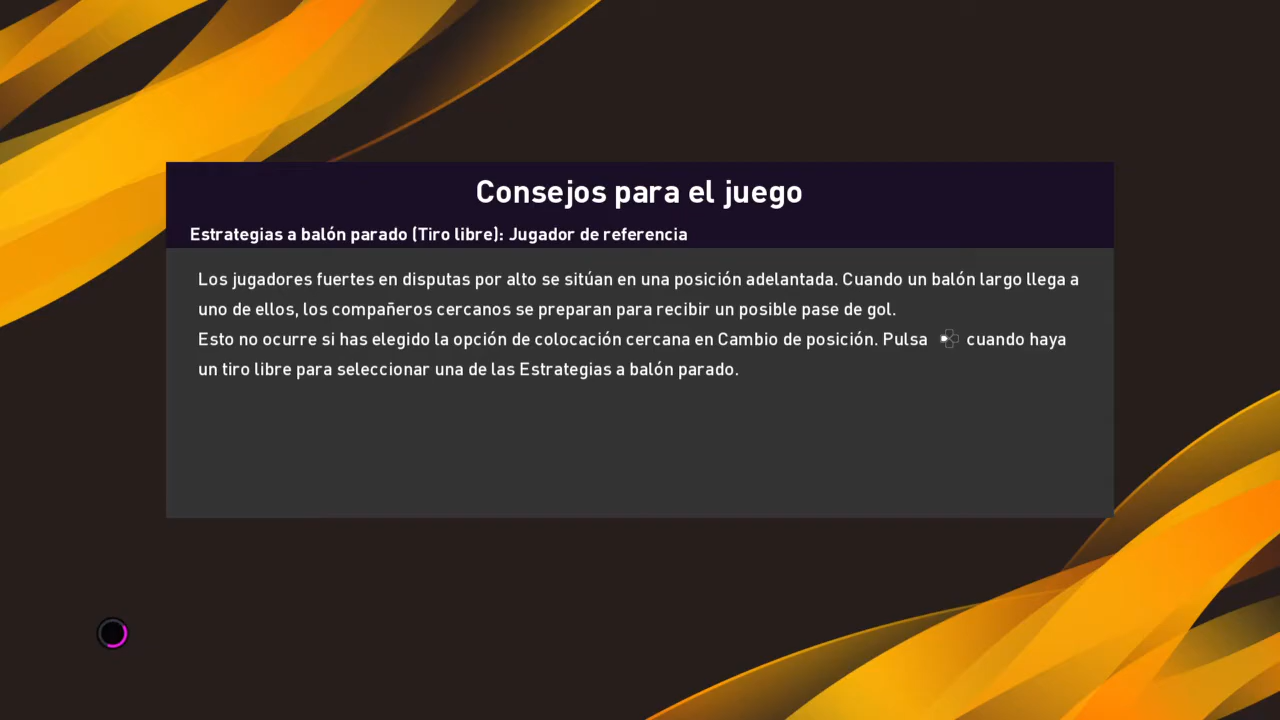 Consejos para el juego
Estrategias a balón parado (Tiro libre): Jugador de referencia
Los jugadores fuertes en disputas por alto se sitúan en una posición adelantada. Cuando un balón largo llega a
uno de ellos, los compañeros cercanos se preparan para recibir un posible pase de gol.
Esto no ocurre si has elegido la opción de colocación cercana en Cambio de posición. Pulsa cuando haya
un tiro libre para seleccionar una de las Estrategias a balón parado.